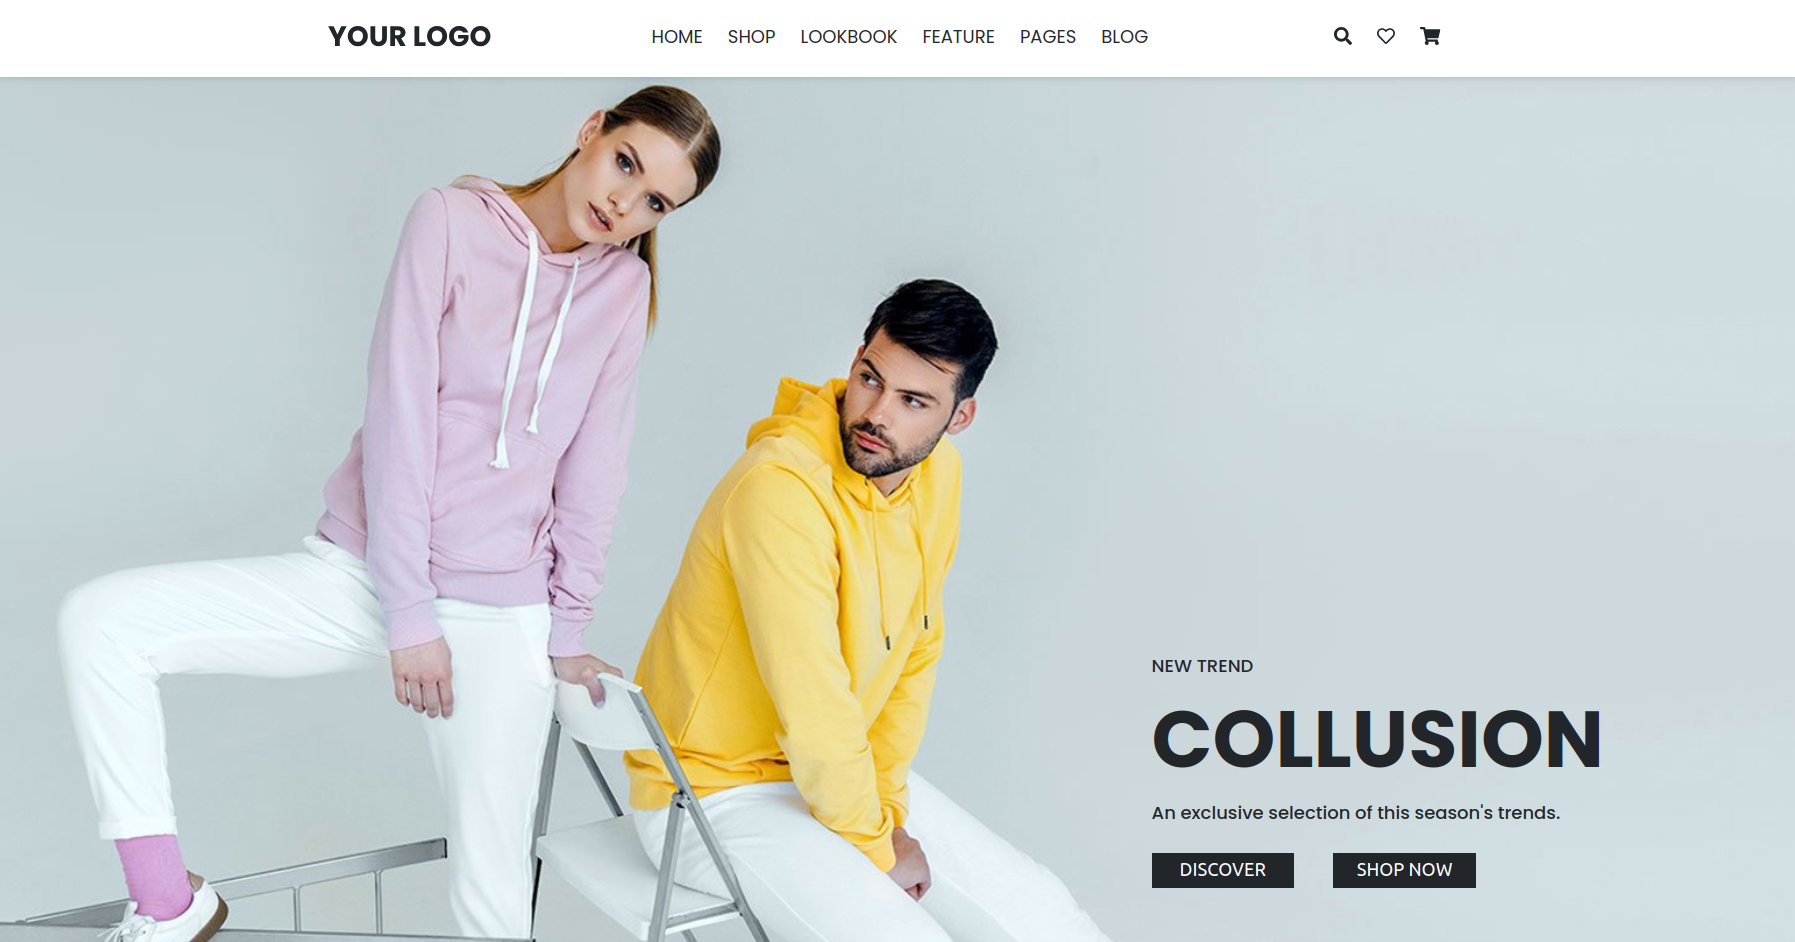 YOUR LOGO
HOME SHOP LOOKBOOK FEATURE PAGES BLOG
NEW TREND
COLLUSION
An exclusive selection of this season's trends.
DISCOVER SHOP NOW